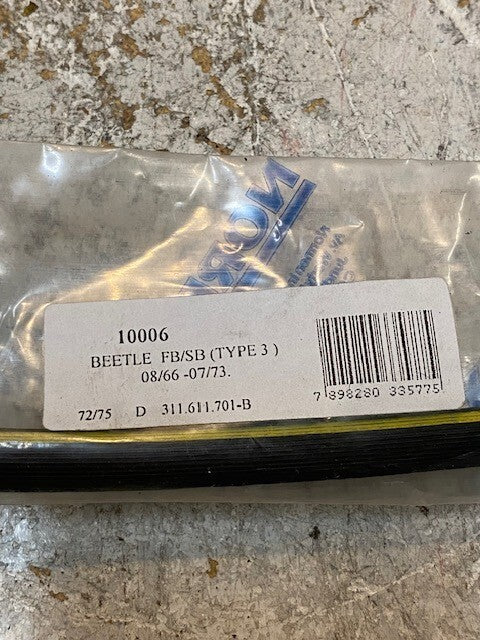 10006
BEETLE FB/SB (TYPE 3 )
08/66 -07/73.
72/75 D 311.611.701-B
7 898280 335775